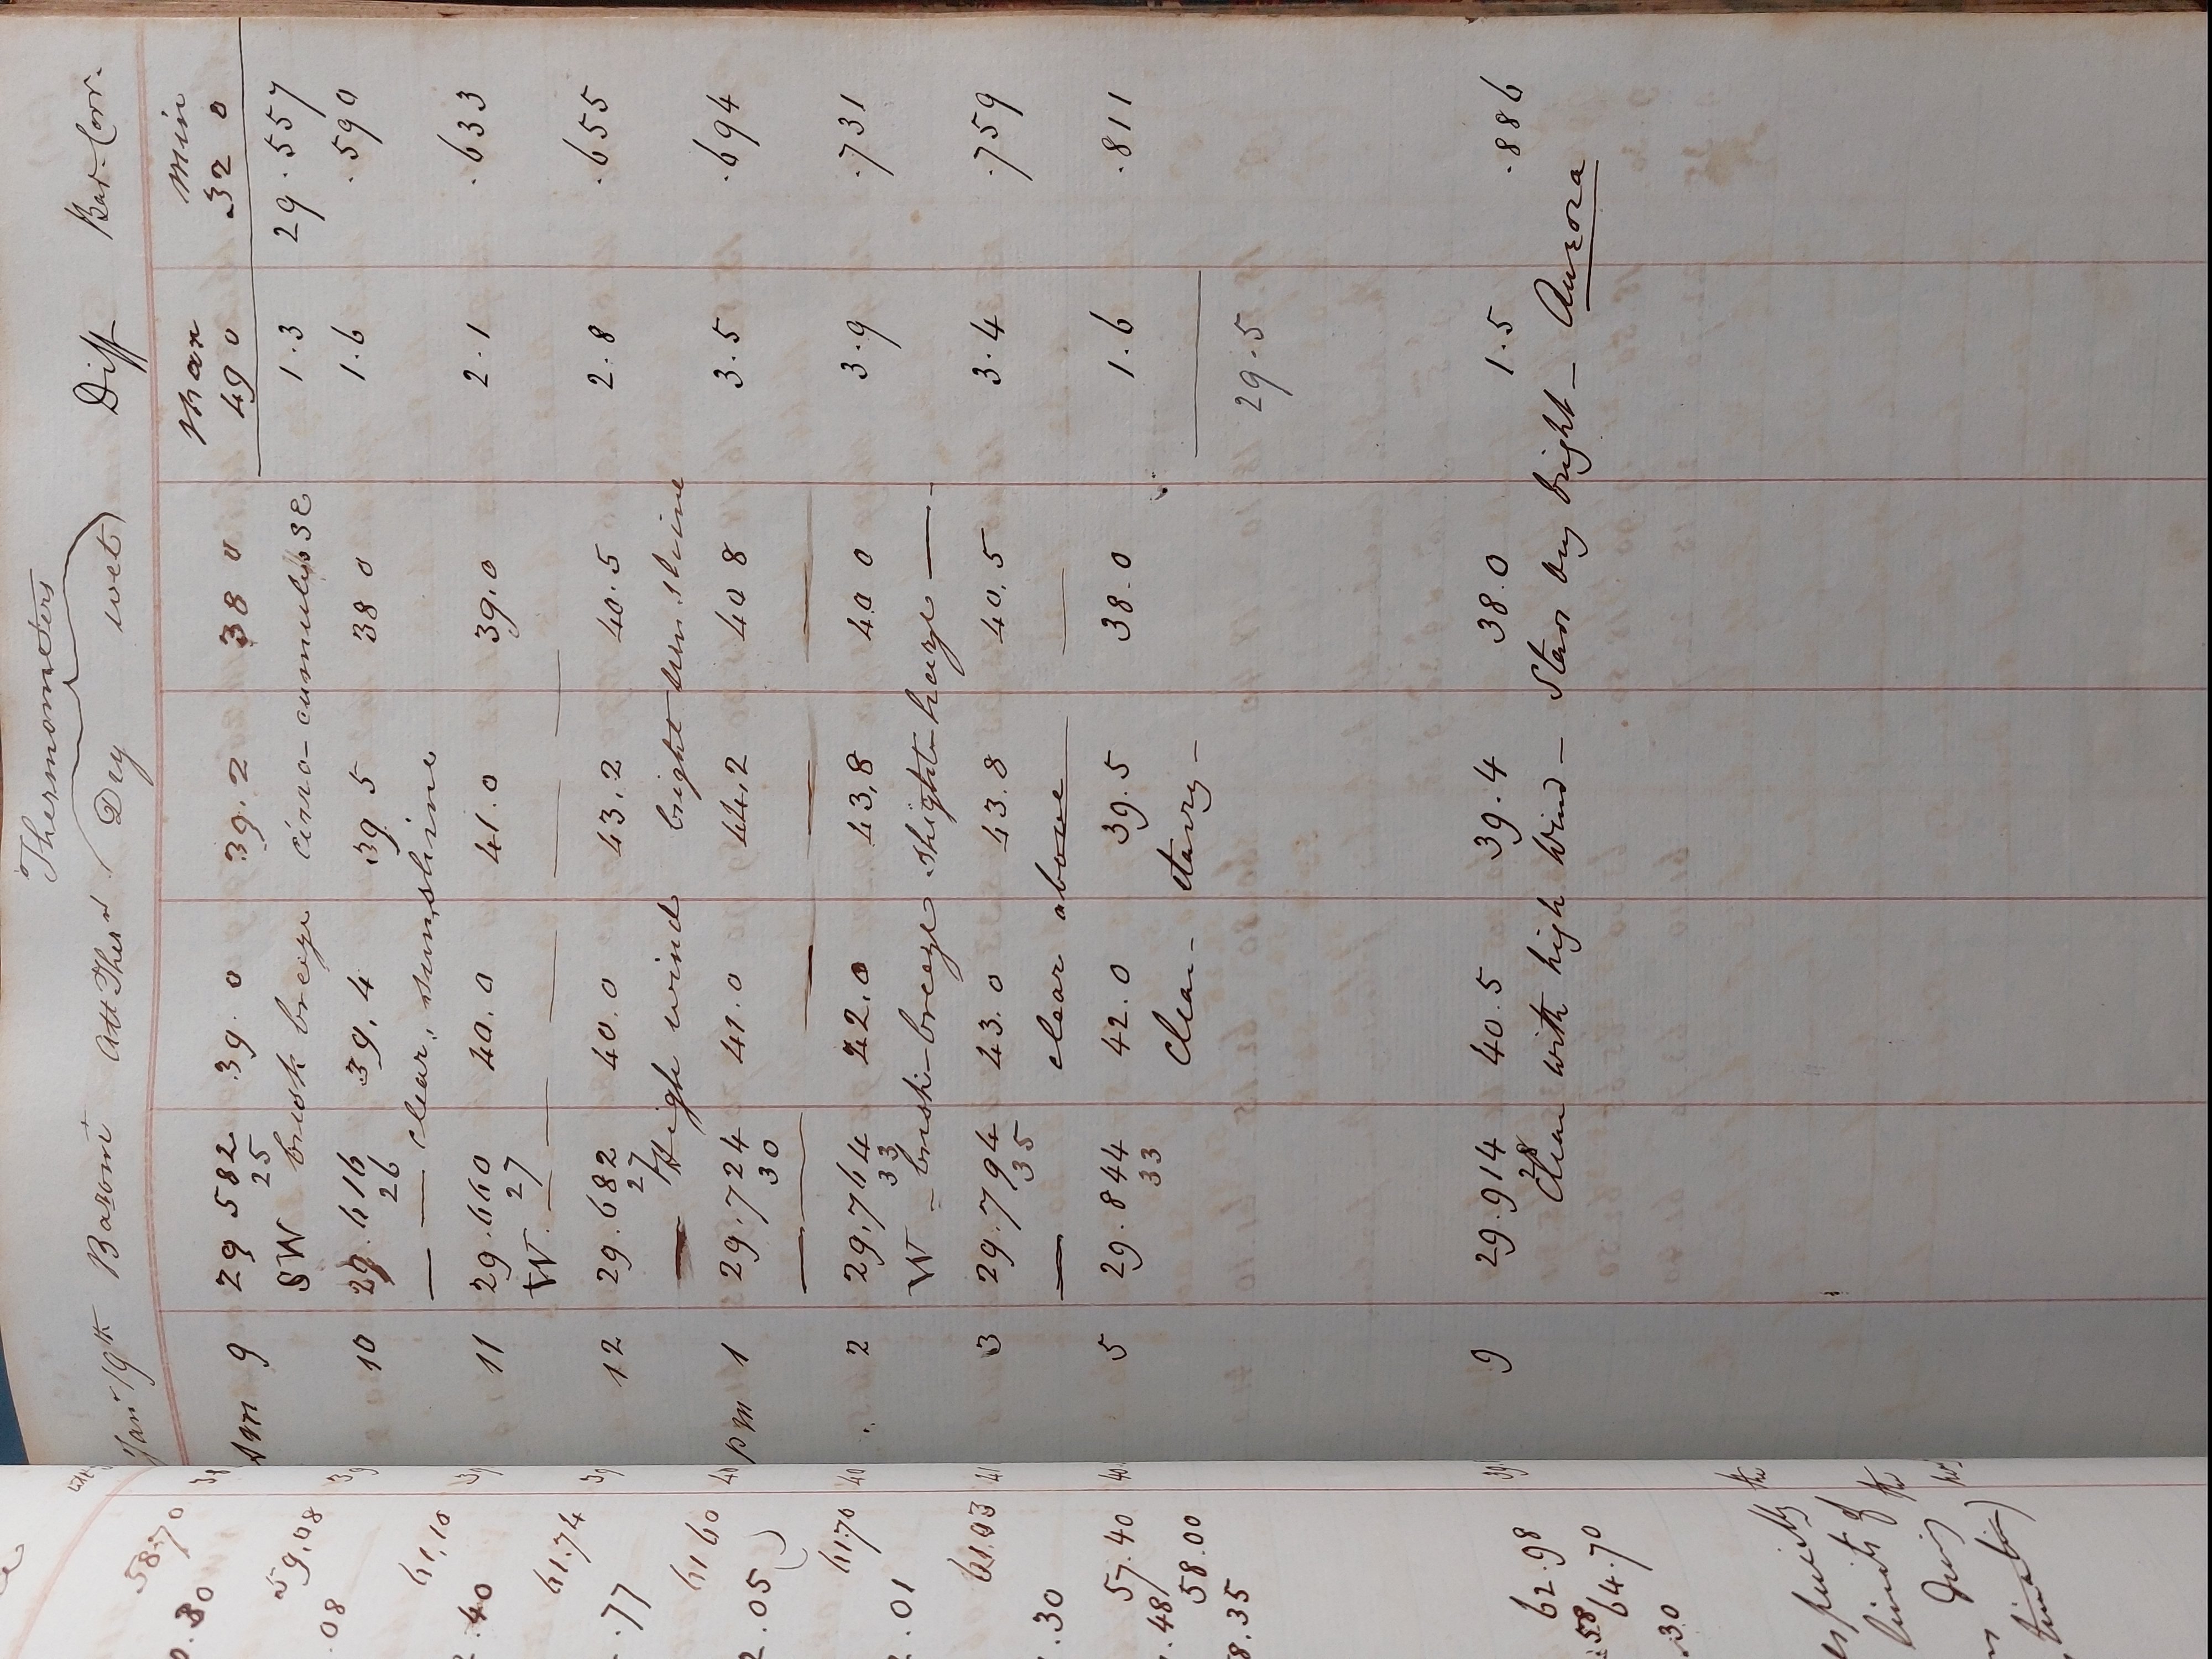 Thermometers
Jany 19th Baromr Att Therm Dry wet Diff Bar. Corr.
Max min
49 0 32 0
Am 9 29 582 39. 0 39.2 38 0
25
SW brisk breeze cirro-cumulus SE 1.3 29.557
10 29.616 39,4 39 5 38 0 1.6 .590
26
— — clear, sunshine
11 29.660 40.0 41.0 39.0 2.1 .633
27
W. — — — — —
12 29.682 40.0 43.2 40.5 2.8 .655
27
— High wind bright sun shine
pm 1 29.724 41.0 44.2 40 8 3.5 .694
30
— — — — —
2 29.764 42.0 43,8 40 0 3.9 .731
33
W – brisk–breeze slight–haze —
3 29.794 43.0 43.8 40.5 3.4 .759
35
— clear above —
5 29.844 42.0 39.5 38.0 1.6 .811
33
Clear – starry –
29.5
9 29.914 40.5 39.4 38.0 1.5 .886
28
Clear with high Wind – Stars very bright – Aurora
58.70
.30
59,08
.08
61,10
.40
61.74
.77
61 60
2.05
61.70
.01
61.03
.30
57.40
.48
58.00
8.35
62.98
.58
64.70
.30
especially the
limits of
the